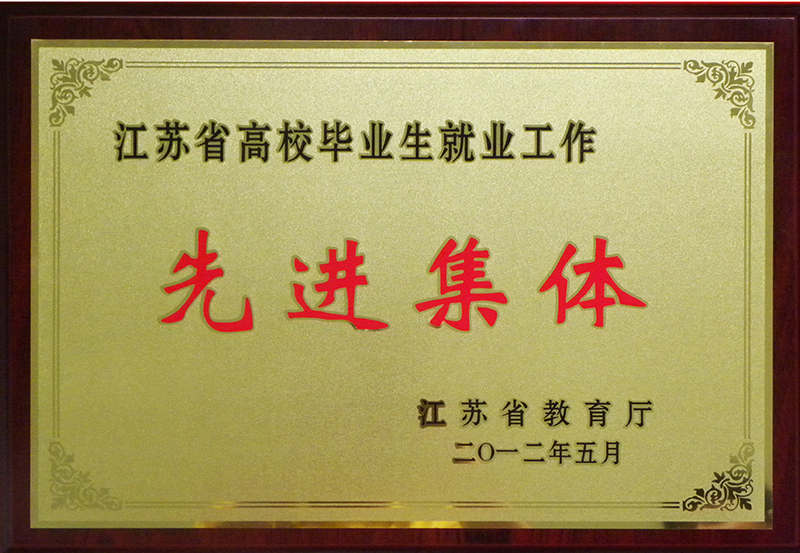 江苏省高校毕业生就业工作
先进集体
江苏省教育厅
二〇一二年五月